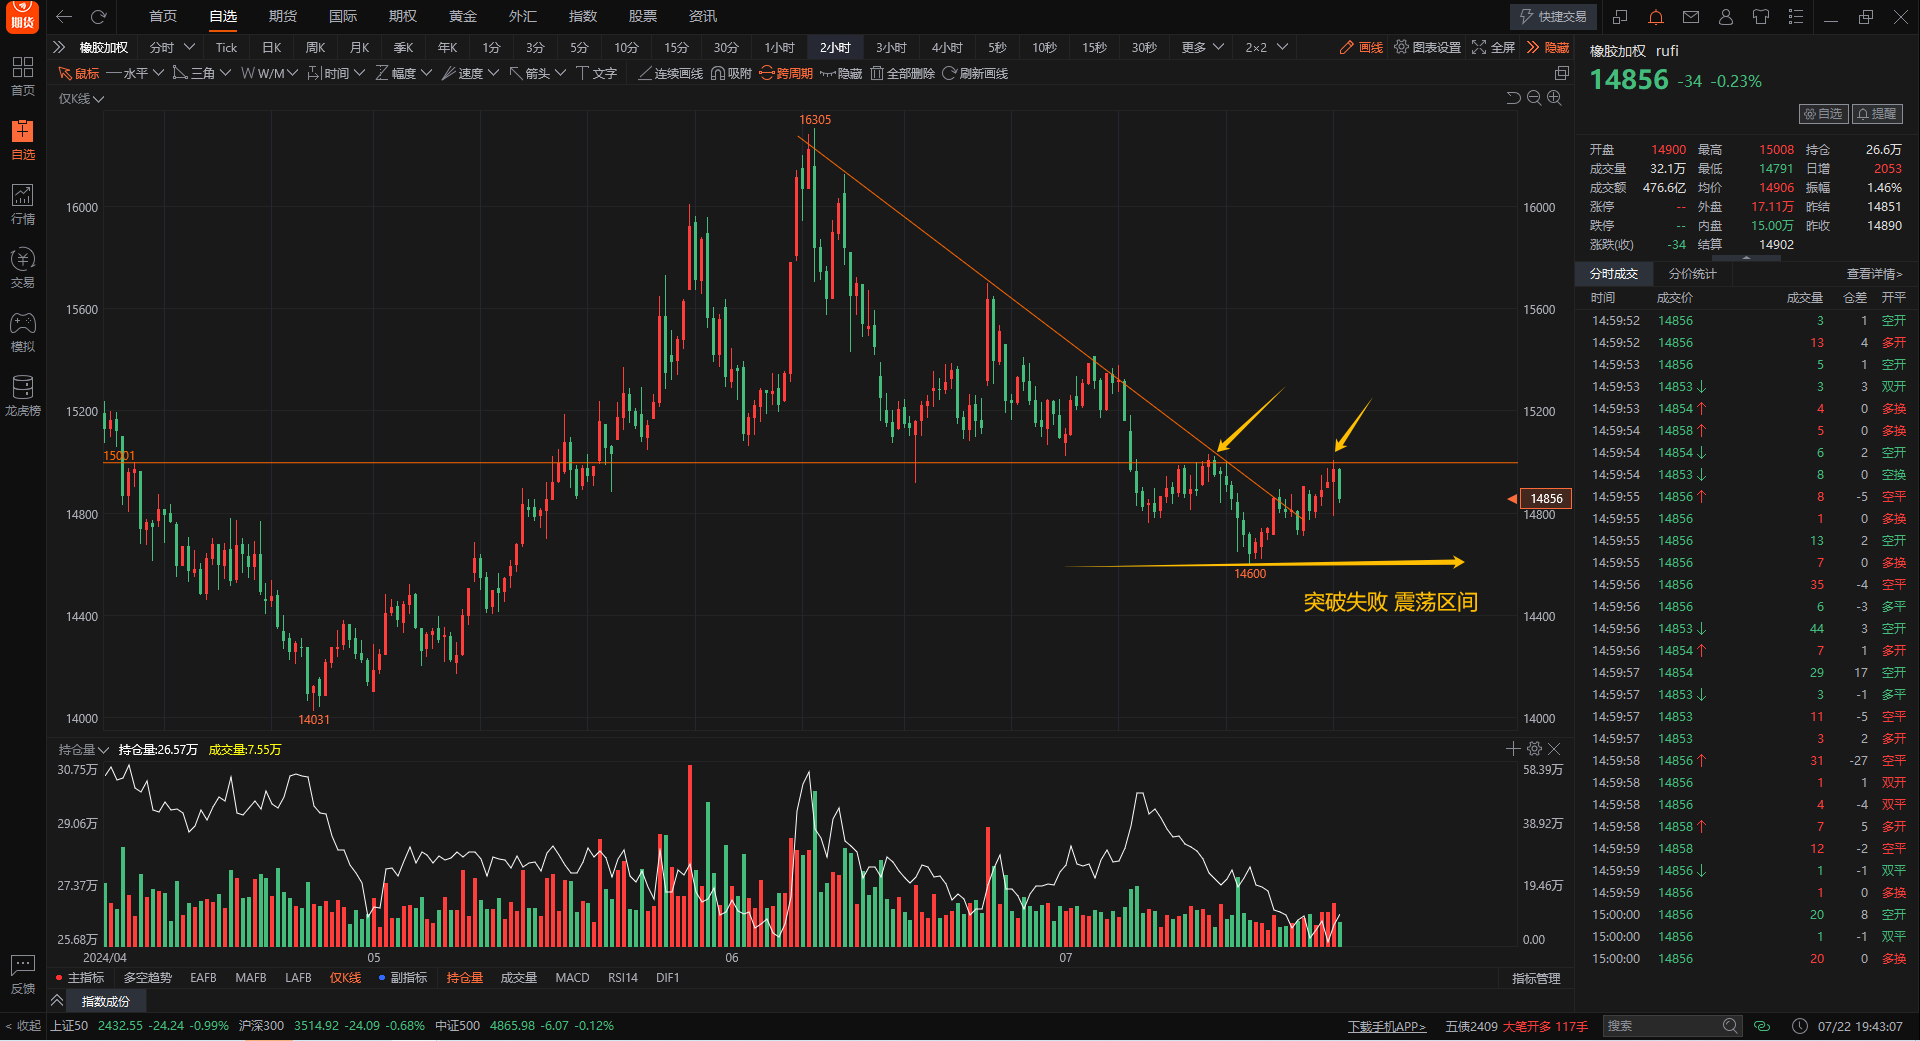 期货
首页 自选 期货 国际 期权 黄金 外汇 指数 股票 资讯 快捷交易
橡胶加权 分时 Tick 日K 周K 月K 季K 年K 1分 3分 5分 10分 15分 30分 1小时 2小时 3小时 4小时 5秒 10秒 15秒 30秒 更多 2×2 画线 图表设置 全屏 隐藏
鼠标 水平 三角 W/M 时间 幅度 速度 箭头 文字 连续画线 吸附 跨周期 隐藏 全部删除 刷新画线
仅K线
首页
自选
行情
交易
模拟
龙虎榜
反馈
< 收起
16305
16000 16000
15600 15600
15200 15200
15001
14856
14800 14800
14600
突破失败 震荡区间
14400 14400
14031
14000 14000
持仓量 持仓量:26.57万 成交量:7.55万
30.75万 58.39万
29.06万 38.92万
27.37万 19.46万
25.68万 0.00
2024/04 05 06 07
主指标 多空趋势 EAFB MAFB LAFB 仅K线 副指标 持仓量 成交量 MACD RSI14 DIF1 指标管理
指数成份
橡胶加权 rufi
14856 -34 -0.23%
自选 提醒
开盘 14900 最高 15008 持仓 26.6万
成交量 32.1万 最低 14791 日增 2053
成交额 476.6亿 均价 14906 振幅 1.46%
涨停 -- 外盘 17.11万 昨结 14851
跌停 -- 内盘 15.00万 昨收 14890
涨跌(收) -34 结算 14902
分时成交 分价统计 查看详情>
时间 成交价 成交量 仓差 开平
14:59:52 14856 3 1 空开
14:59:52 14856 13 4 多开
14:59:53 14856 5 1 空开
14:59:53 14853↓ 3 3 双开
14:59:53 14854↑ 4 0 多换
14:59:54 14858↑ 5 0 多换
14:59:54 14854↓ 6 2 空开
14:59:54 14853↓ 8 0 空换
14:59:55 14856↑ 8 -5 空平
14:59:55 14856 1 0 多换
14:59:55 14856 13 2 空开
14:59:55 14856 7 0 多换
14:59:56 14856 35 -4 空平
14:59:56 14856 6 -3 多平
14:59:56 14853↓ 44 3 空开
14:59:56 14854↑ 7 1 多开
14:59:57 14854 29 17 空开
14:59:57 14853↓ 3 -1 多平
14:59:57 14853 11 -5 空平
14:59:57 14853 3 2 多开
14:59:58 14856↑ 31 -27 空平
14:59:58 14856 1 1 双开
14:59:58 14856 4 -4 双平
14:59:58 14858↑ 7 5 多开
14:59:59 14858 12 -2 空平
14:59:59 14856↓ 1 -1 双平
14:59:59 14856 1 0 多换
15:00:00 14856 20 8 空开
15:00:00 14856 1 -1 双平
15:00:00 14856 20 0 多换
上证50 2432.55 -24.24 -0.99% 沪深300 3514.92 -24.09 -0.68% 中证500 4865.98 -6.07 -0.12% 下载手机APP> 五债2409 大笔开多 117手 搜索 07/22 19:43:07